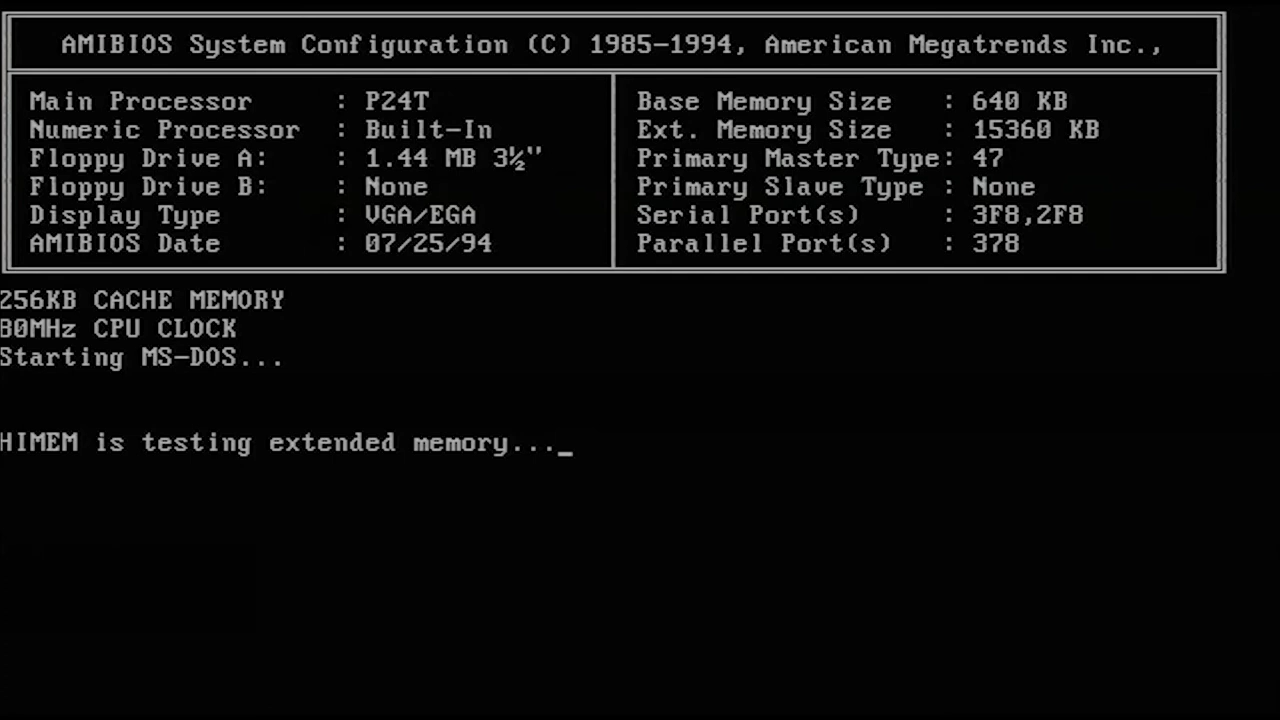 AMIBIOS System Configuration (C) 1985-1994, American Megatrends Inc.,
Main Processor : P24T
Numeric Processor : Built-In
Floppy Drive A: : 1.44 MB 3½"
Floppy Drive B: : None
Display Type : VGA/EGA
AMIBIOS Date : 07/25/94
Base Memory Size : 640 KB
Ext. Memory Size : 15360 KB
Primary Master Type: 47
Primary Slave Type : None
Serial Port(s) : 3F8,2F8
Parallel Port(s) : 378
256KB CACHE MEMORY
80MHz CPU CLOCK
Starting MS-DOS...
HIMEM is testing extended memory..._